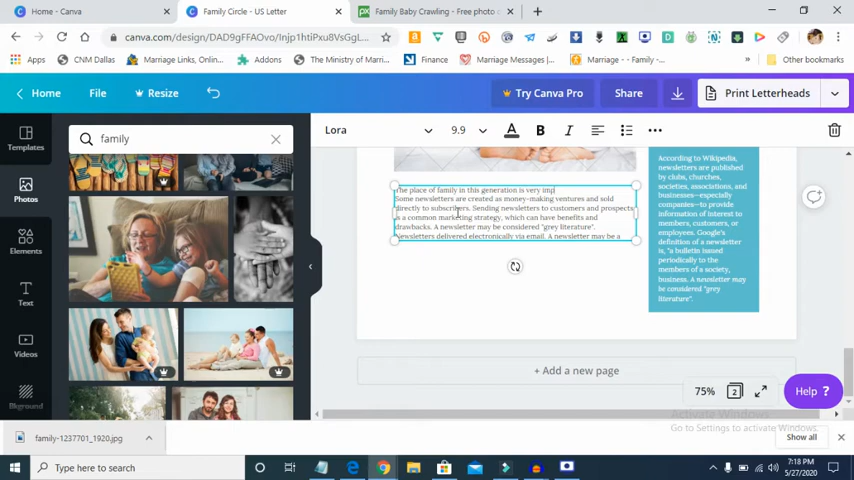 Home - Canva
Family Circle - US Letter
Family Baby Crawling - Free photo c
canva.com/design/DAD9gFFAOvo/Injp1htiPxu8VsGgL...
Apps
CNM Dallas
Marriage Links, Onlin...
Addons
The Ministry of Marri...
Finance
Marriage Messages |...
Marriage - - Family -...
Other bookmarks
Home
File
Resize
Try Canva Pro
Share
Print Letterheads
Templates
Photos
Elements
Text
Videos
Bkground
family
Lora
9.9
The place of family in this generation is very imp
Some newsletters are created as money-making ventures and sold
directly to subscribers. Sending newsletters to customers and prospects
is a common marketing strategy, which can have benefits and
drawbacks. A newsletter may be considered "grey literature".
Newsletters delivered electronically via email. A newsletter may be a
According to Wikipedia,
newsletters are published
by clubs, churches,
societies, associations, and
businesses—especially
companies—to provide
information of interest to
members, customers, or
employees. Google's
definition of a newsletter
is, "a bulletin issued
periodically to the
members of a society,
business. A newsletter may
be considered "grey
literature".
+ Add a new page
75%
2
Help ?
Activate Windows
Go to Settings to activate Windows.
family-1237701_1920.jpg
Show all
Type here to search
7:18 PM
5/27/2020